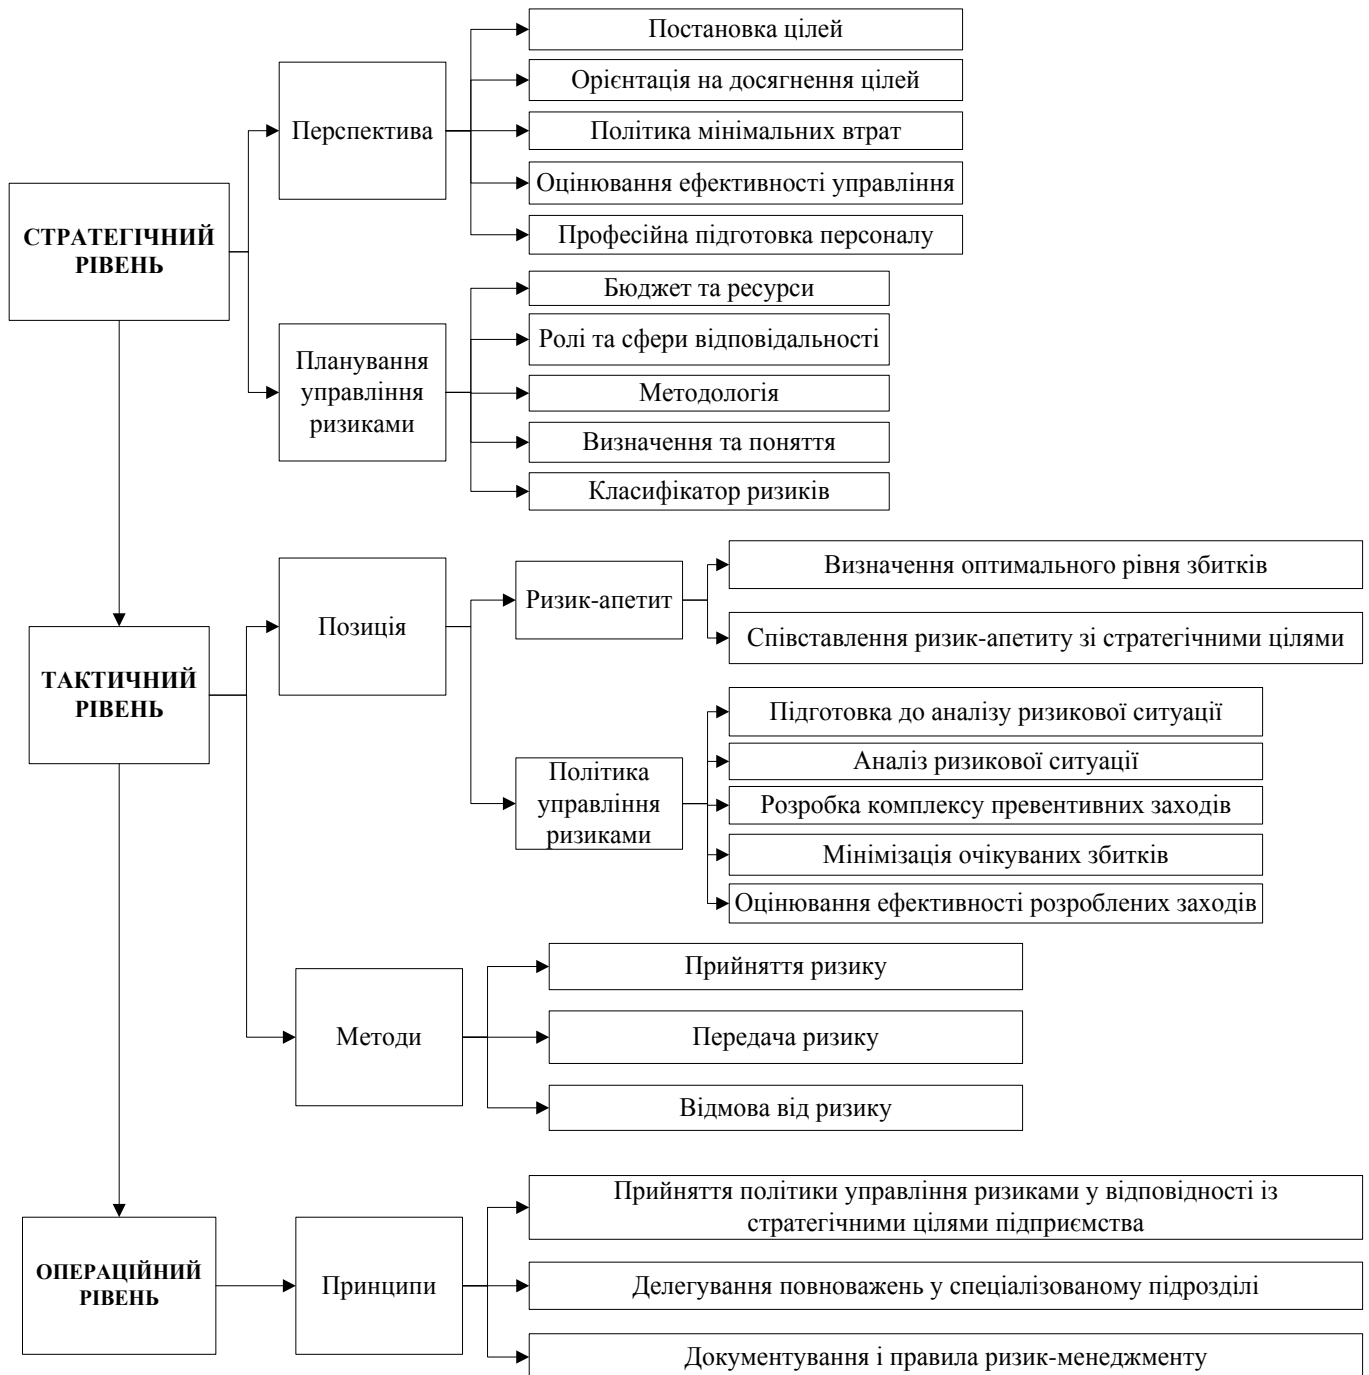 СТРАТЕГІЧНИЙ
РІВЕНЬ
Перспектива
Постановка цілей
Орієнтація на досягнення цілей
Політика мінімальних втрат
Оцінювання ефективності управління
Професійна підготовка персоналу
Планування
управління
ризиками
Бюджет та ресурси
Ролі та сфери відповідальності
Методологія
Визначення та поняття
Класифікатор ризиків
ТАКТИЧНИЙ
РІВЕНЬ
Позиція
Ризик-апетит
Визначення оптимального рівня збитків
Співставлення ризик-апетиту зі стратегічними цілями
Політика
управління
ризиками
Підготовка до аналізу ризикової ситуації
Аналіз ризикової ситуації
Розробка комплексу превентивних заходів
Мінімізація очікуваних збитків
Оцінювання ефективності розроблених заходів
Методи
Прийняття ризику
Передача ризику
Відмова від ризику
ОПЕРАЦІЙНИЙ
РІВЕНЬ
Принципи
Прийняття політики управління ризиками у відповідності із
стратегічними цілями підприємства
Делегування повноважень у спеціалізованому підрозділі
Документування і правила ризик-менеджменту